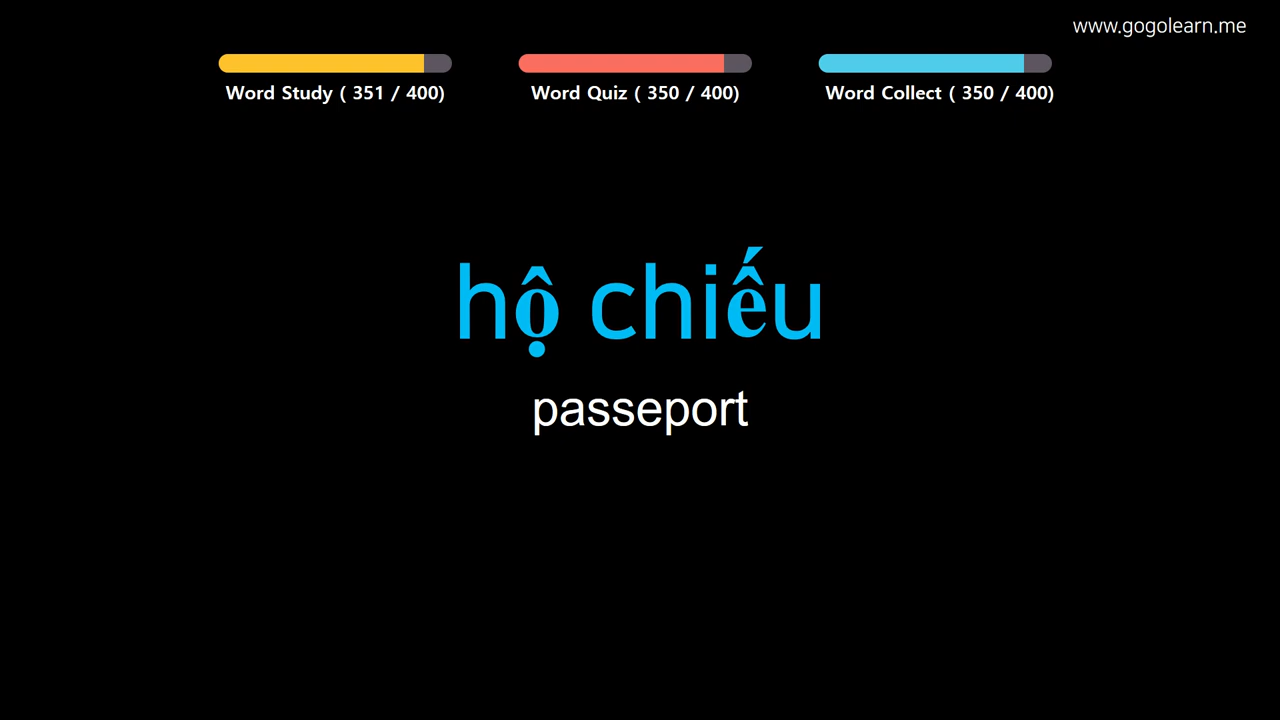 www.gogolearn.me
Word Study ( 351 / 400)
Word Quiz ( 350 / 400)
Word Collect ( 350 / 400)
hộ chiếu
passeport